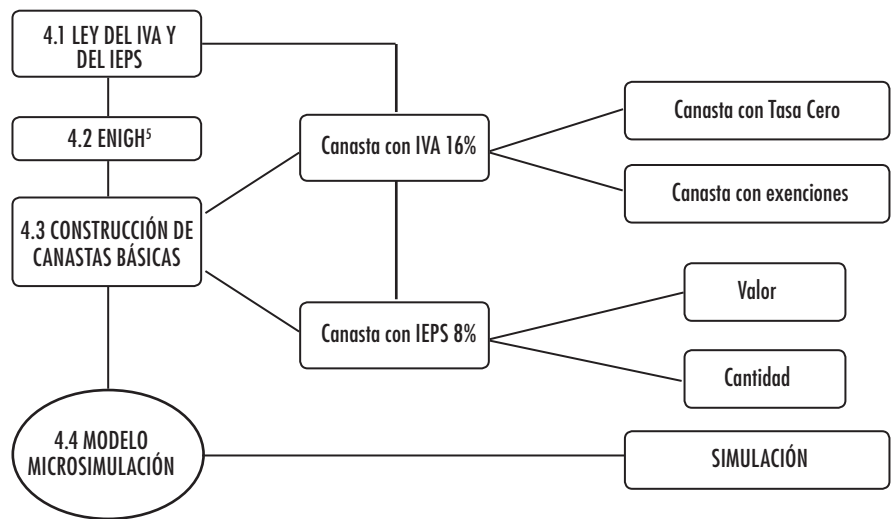 4.1 LEY DEL IVA Y
DEL IEPS
4.2 ENIGH⁵
4.3 CONSTRUCCIÓN DE
CANASTAS BÁSICAS
4.4 MODELO
MICROSIMULACIÓN
Canasta con IVA 16%
Canasta con IEPS 8%
Canasta con Tasa Cero
Canasta con exenciones
Valor
Cantidad
SIMULACIÓN